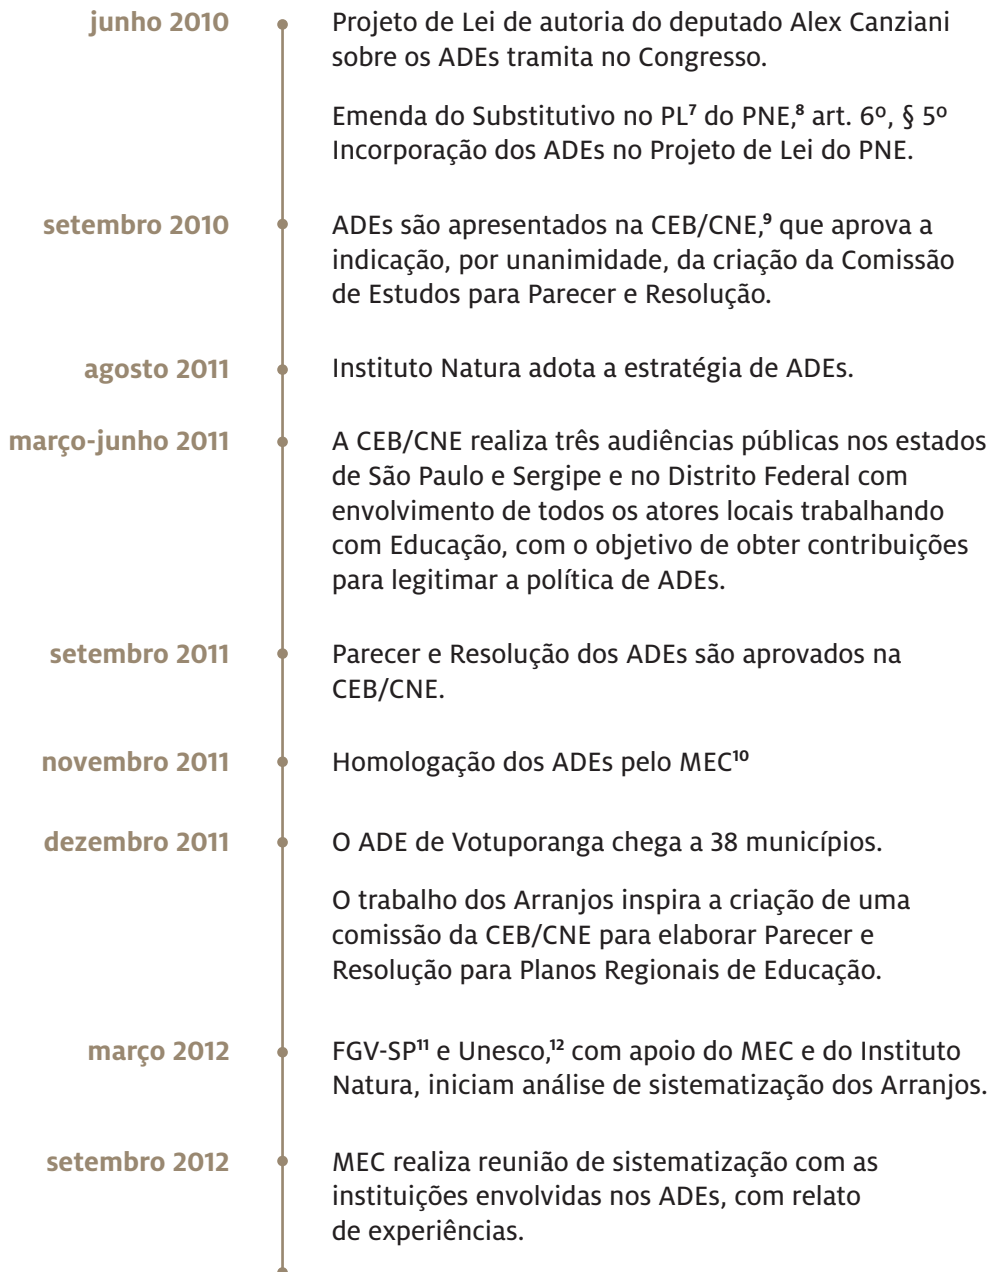 junho 2010
Projeto de Lei de autoria do deputado Alex Canziani
sobre os ADEs tramita no Congresso.
Emenda do Substitutivo no PL⁷ do PNE,⁸ art. 6º, § 5º
Incorporação dos ADEs no Projeto de Lei do PNE.
setembro 2010
ADEs são apresentados na CEB/CNE,⁹ que aprova a
indicação, por unanimidade, da criação da Comissão
de Estudos para Parecer e Resolução.
agosto 2011
Instituto Natura adota a estratégia de ADEs.
março-junho 2011
A CEB/CNE realiza três audiências públicas nos estados
de São Paulo e Sergipe e no Distrito Federal com
envolvimento de todos os atores locais trabalhando
com Educação, com o objetivo de obter contribuições
para legitimar a política de ADEs.
setembro 2011
Parecer e Resolução dos ADEs são aprovados na
CEB/CNE.
novembro 2011
Homologação dos ADEs pelo MEC¹⁰
dezembro 2011
O ADE de Votuporanga chega a 38 municípios.
O trabalho dos Arranjos inspira a criação de uma
comissão da CEB/CNE para elaborar Parecer e
Resolução para Planos Regionais de Educação.
março 2012
FGV-SP¹¹ e Unesco,¹² com apoio do MEC e do Instituto
Natura, iniciam análise de sistematização dos Arranjos.
setembro 2012
MEC realiza reunião de sistematização com as
instituições envolvidas nos ADEs, com relato
de experiências.